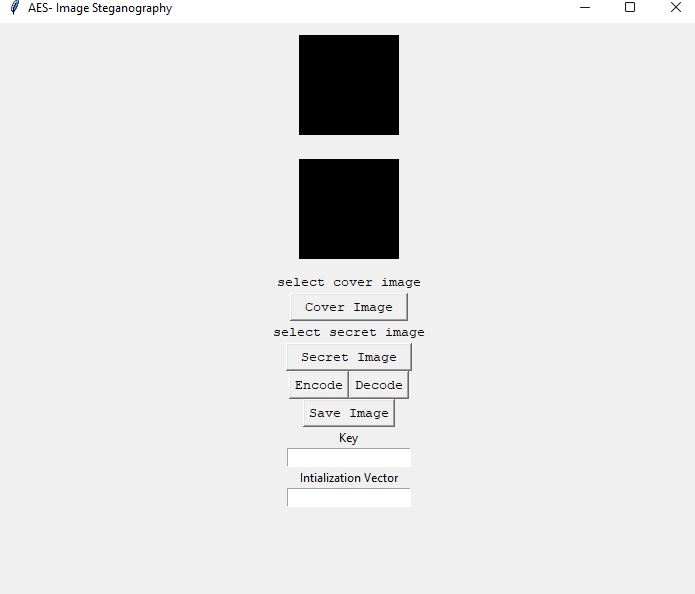 AES- Image Steganography
select cover image
Cover Image
select secret image
Secret Image
Encode Decode
Save Image
Key
Intialization Vector